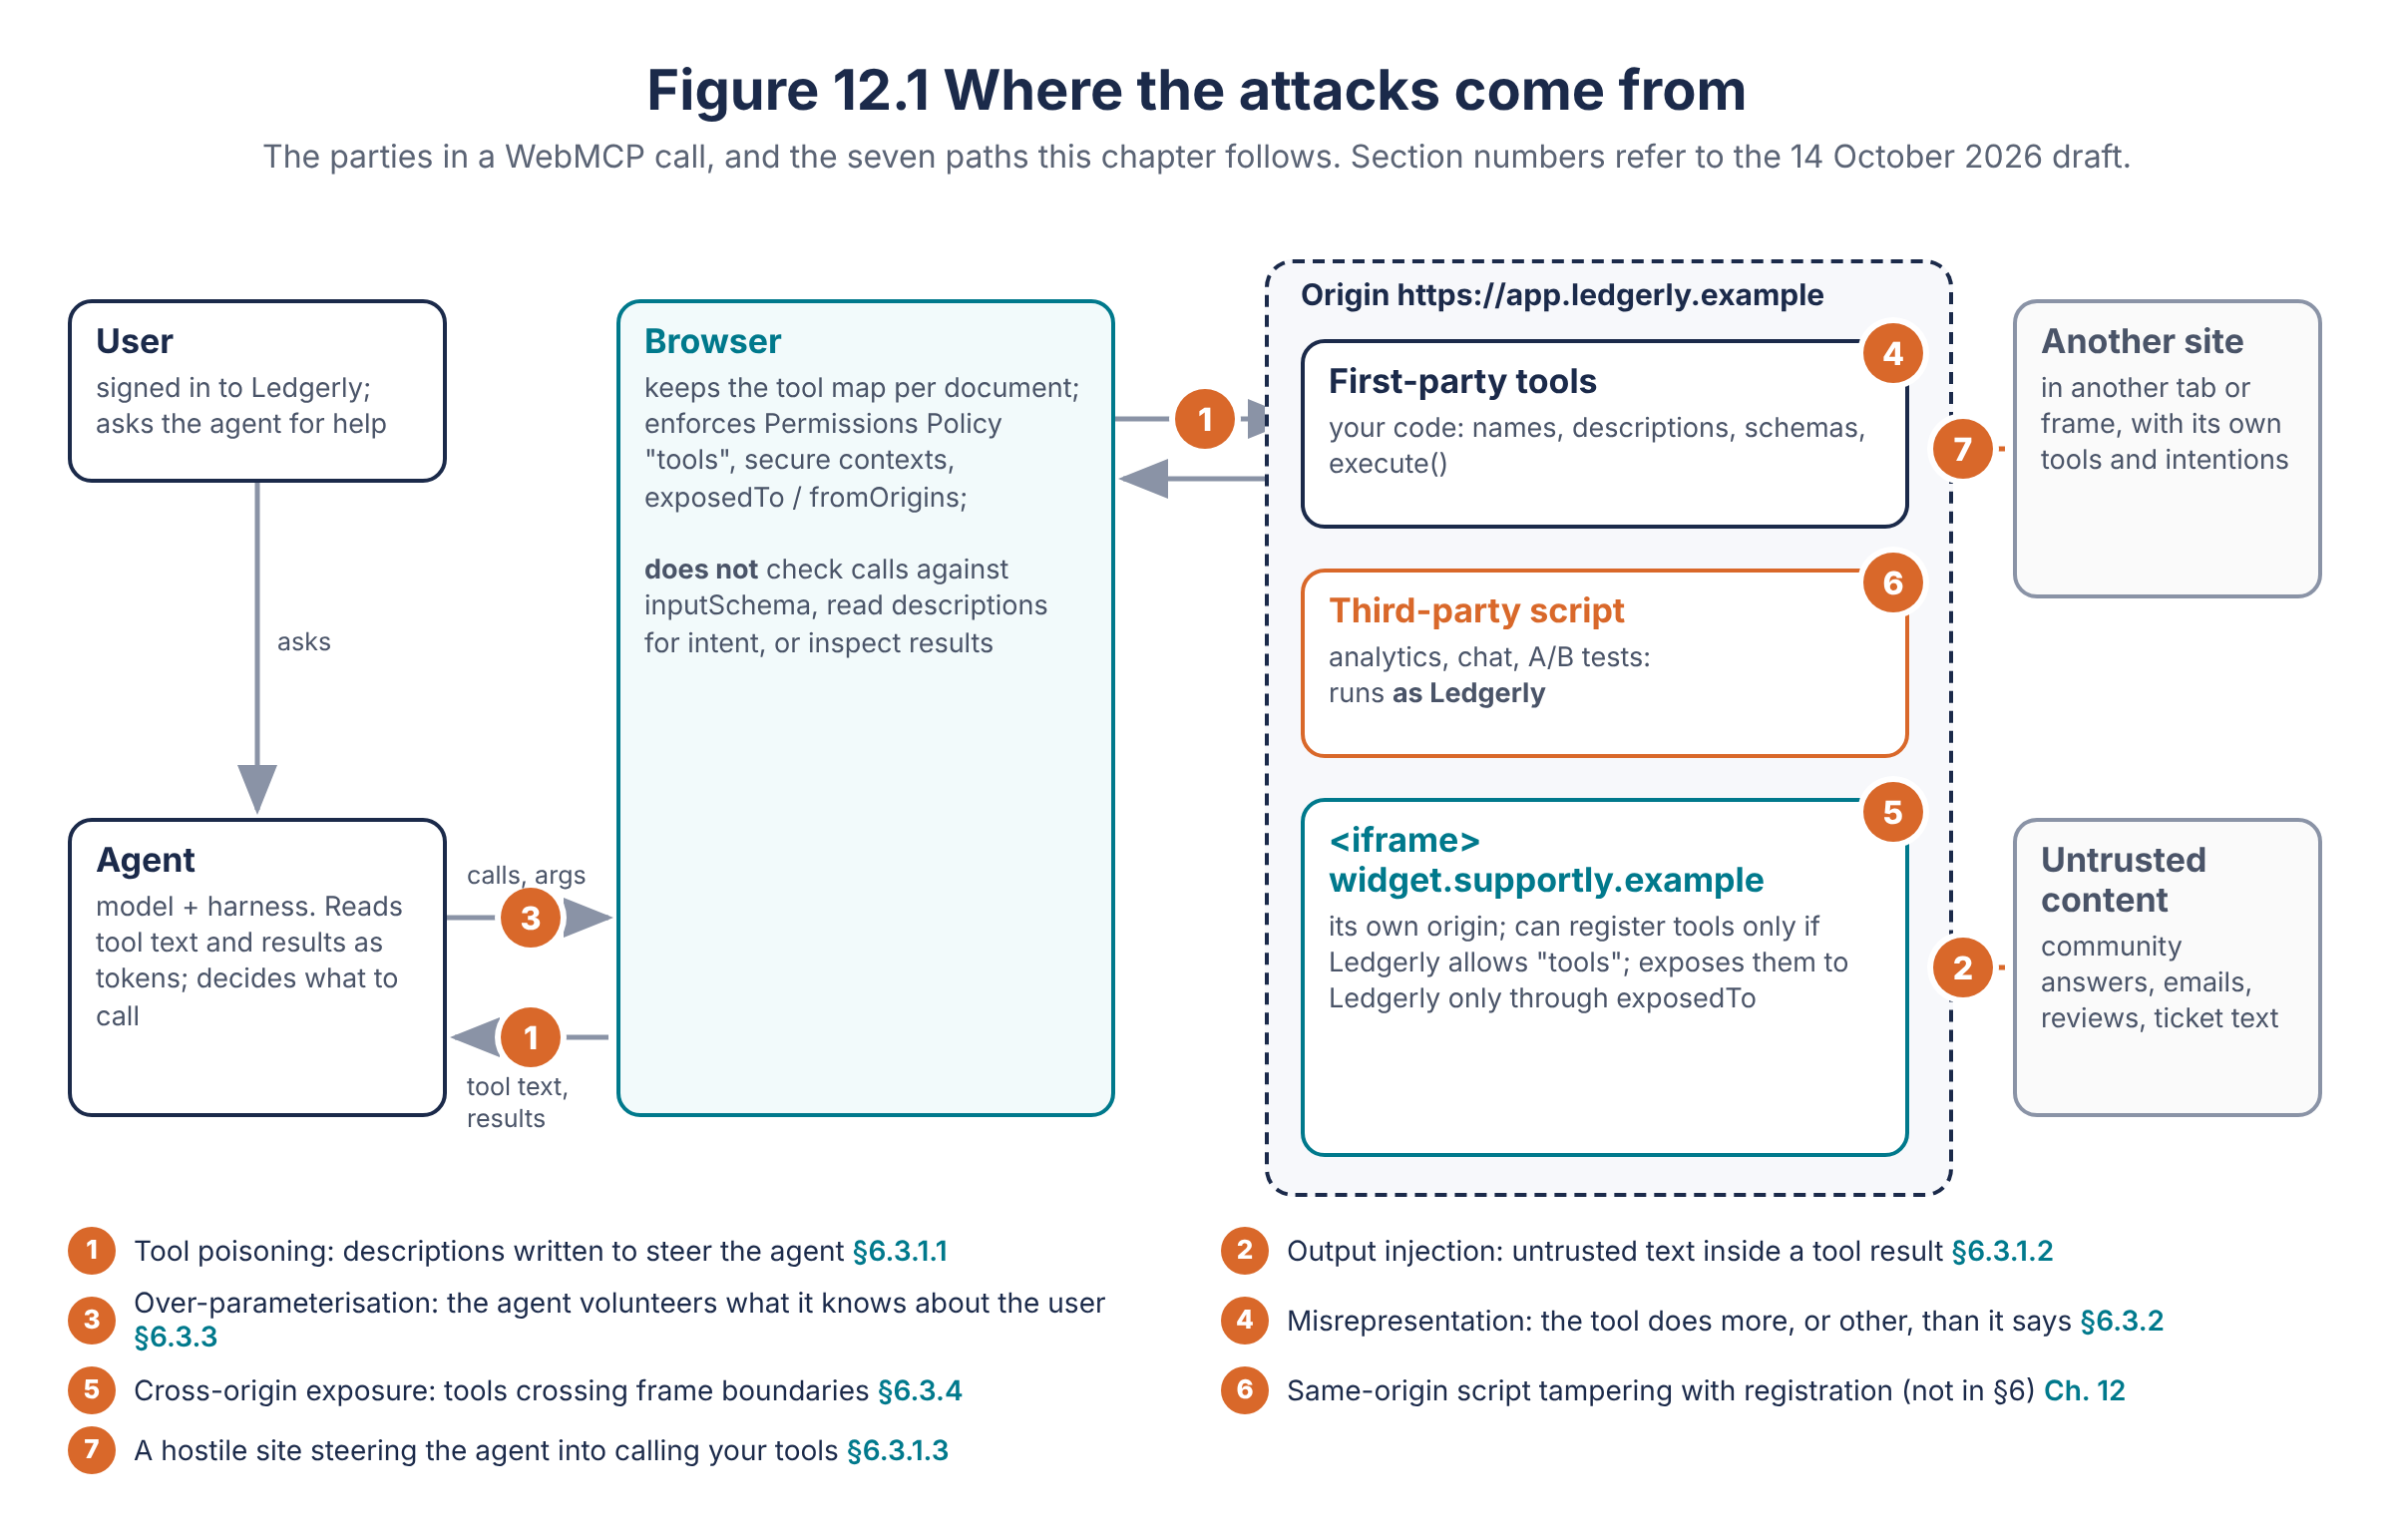 Figure 12.1 Where the attacks come from
The parties in a WebMCP call, and the seven paths this chapter follows. Section numbers refer to the 14 October 2026 draft.
User
signed in to Ledgerly;
asks the agent for help
asks
Agent
model + harness. Reads
tool text and results as
tokens; decides what to
call
calls, args
3
1
tool text,
results
Browser
keeps the tool map per document;
enforces Permissions Policy
"tools", secure contexts,
exposedTo / fromOrigins;
does not check calls against
inputSchema, read descriptions
for intent, or inspect results
1
Origin https://app.ledgerly.example
4
First-party tools
your code: names, descriptions, schemas,
execute()
6
Third-party script
analytics, chat, A/B tests:
runs as Ledgerly
5
<iframe>
widget.supportly.example
its own origin; can register tools only if
Ledgerly allows "tools"; exposes them to
Ledgerly only through exposedTo
7
Another site
in another tab or
frame, with its own
tools and intentions
2
Untrusted
content
community
answers, emails,
reviews, ticket text
1 Tool poisoning: descriptions written to steer the agent §6.3.1.1
2 Output injection: untrusted text inside a tool result §6.3.1.2
3 Over-parameterisation: the agent volunteers what it knows about the user
§6.3.3
4 Misrepresentation: the tool does more, or other, than it says §6.3.2
5 Cross-origin exposure: tools crossing frame boundaries §6.3.4
6 Same-origin script tampering with registration (not in §6) Ch. 12
7 A hostile site steering the agent into calling your tools §6.3.1.3